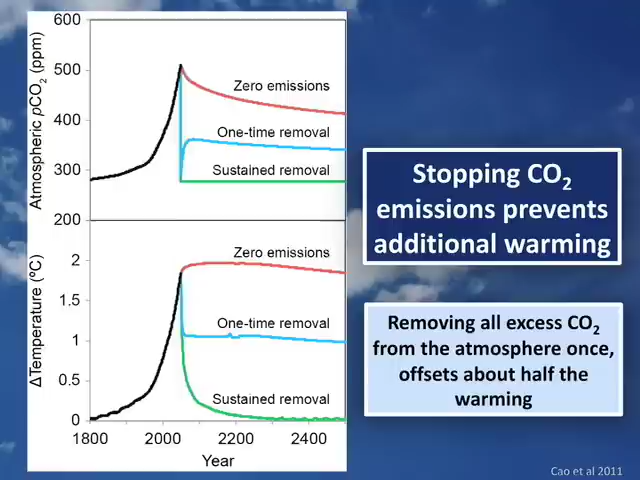 600
500
400
300
200
Atmospheric pCO2 (ppm)
Zero emissions
One-time removal
Sustained removal
2
1.5
1
0.5
0
ΔTemperature (ºC)
Zero emissions
One-time removal
Sustained removal
1800 2000 2200 2400
Year
Stopping CO2
emissions prevents
additional warming
Removing all excess CO2
from the atmosphere once,
offsets about half the
warming
Cao et al 2011